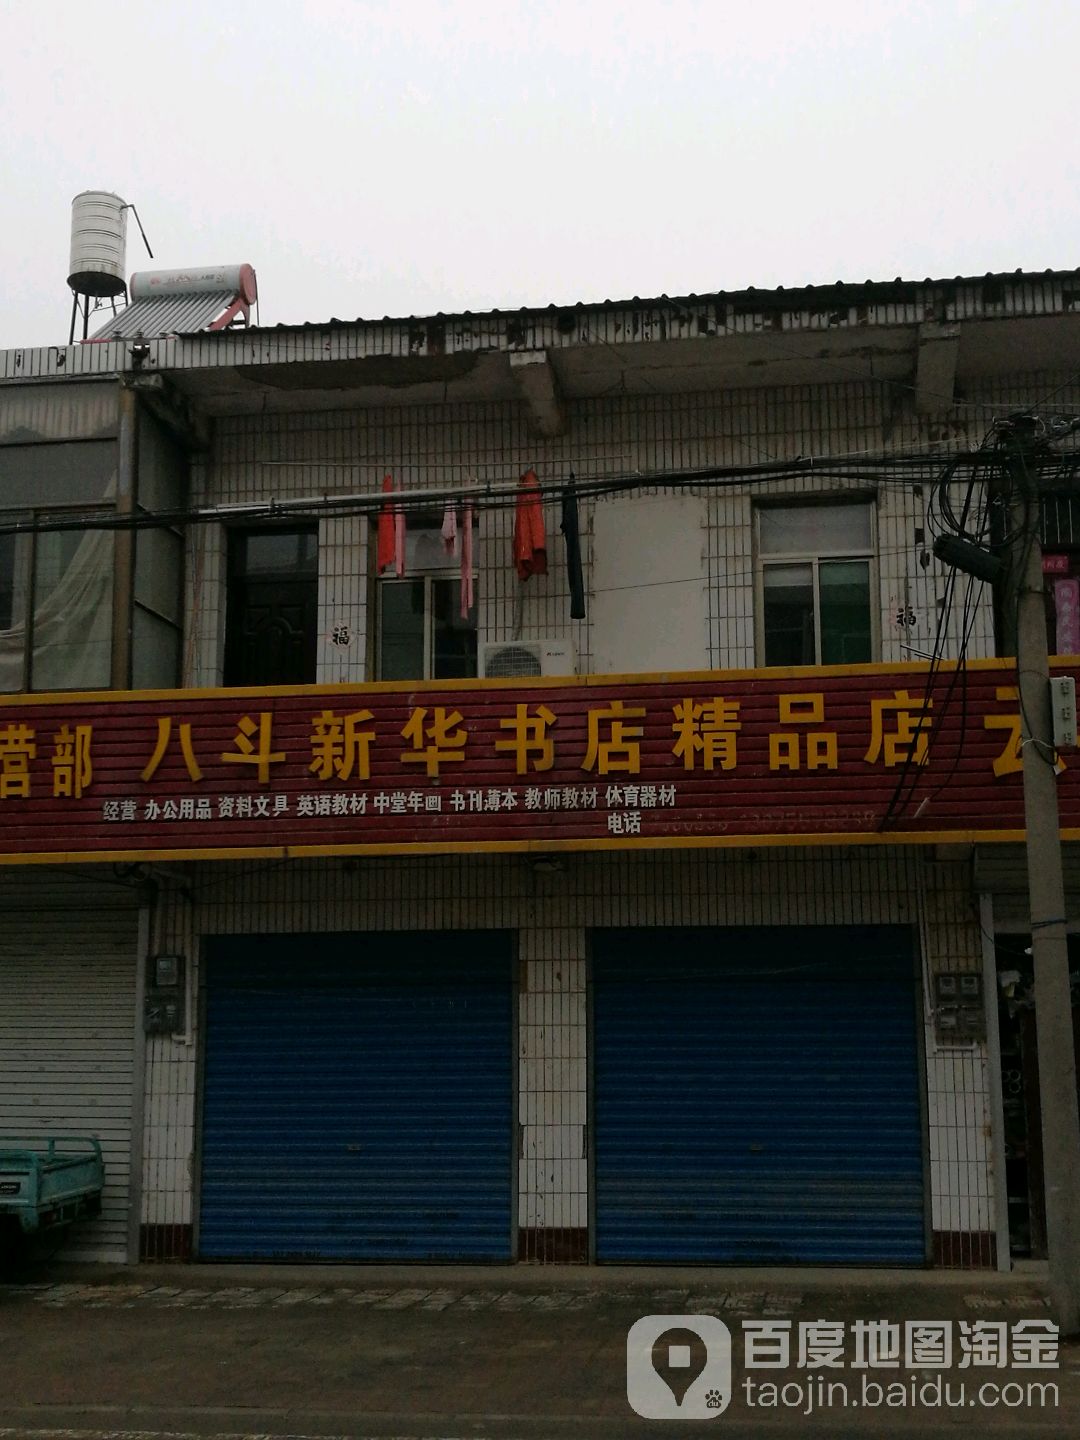 福
福
营部 八斗新华书店精品店
经营 办公用品 资料文具 英语教材 中堂年画 书刊薄本 教师教材 体育器材
电话
百度地图淘金
taojin.baidu.com